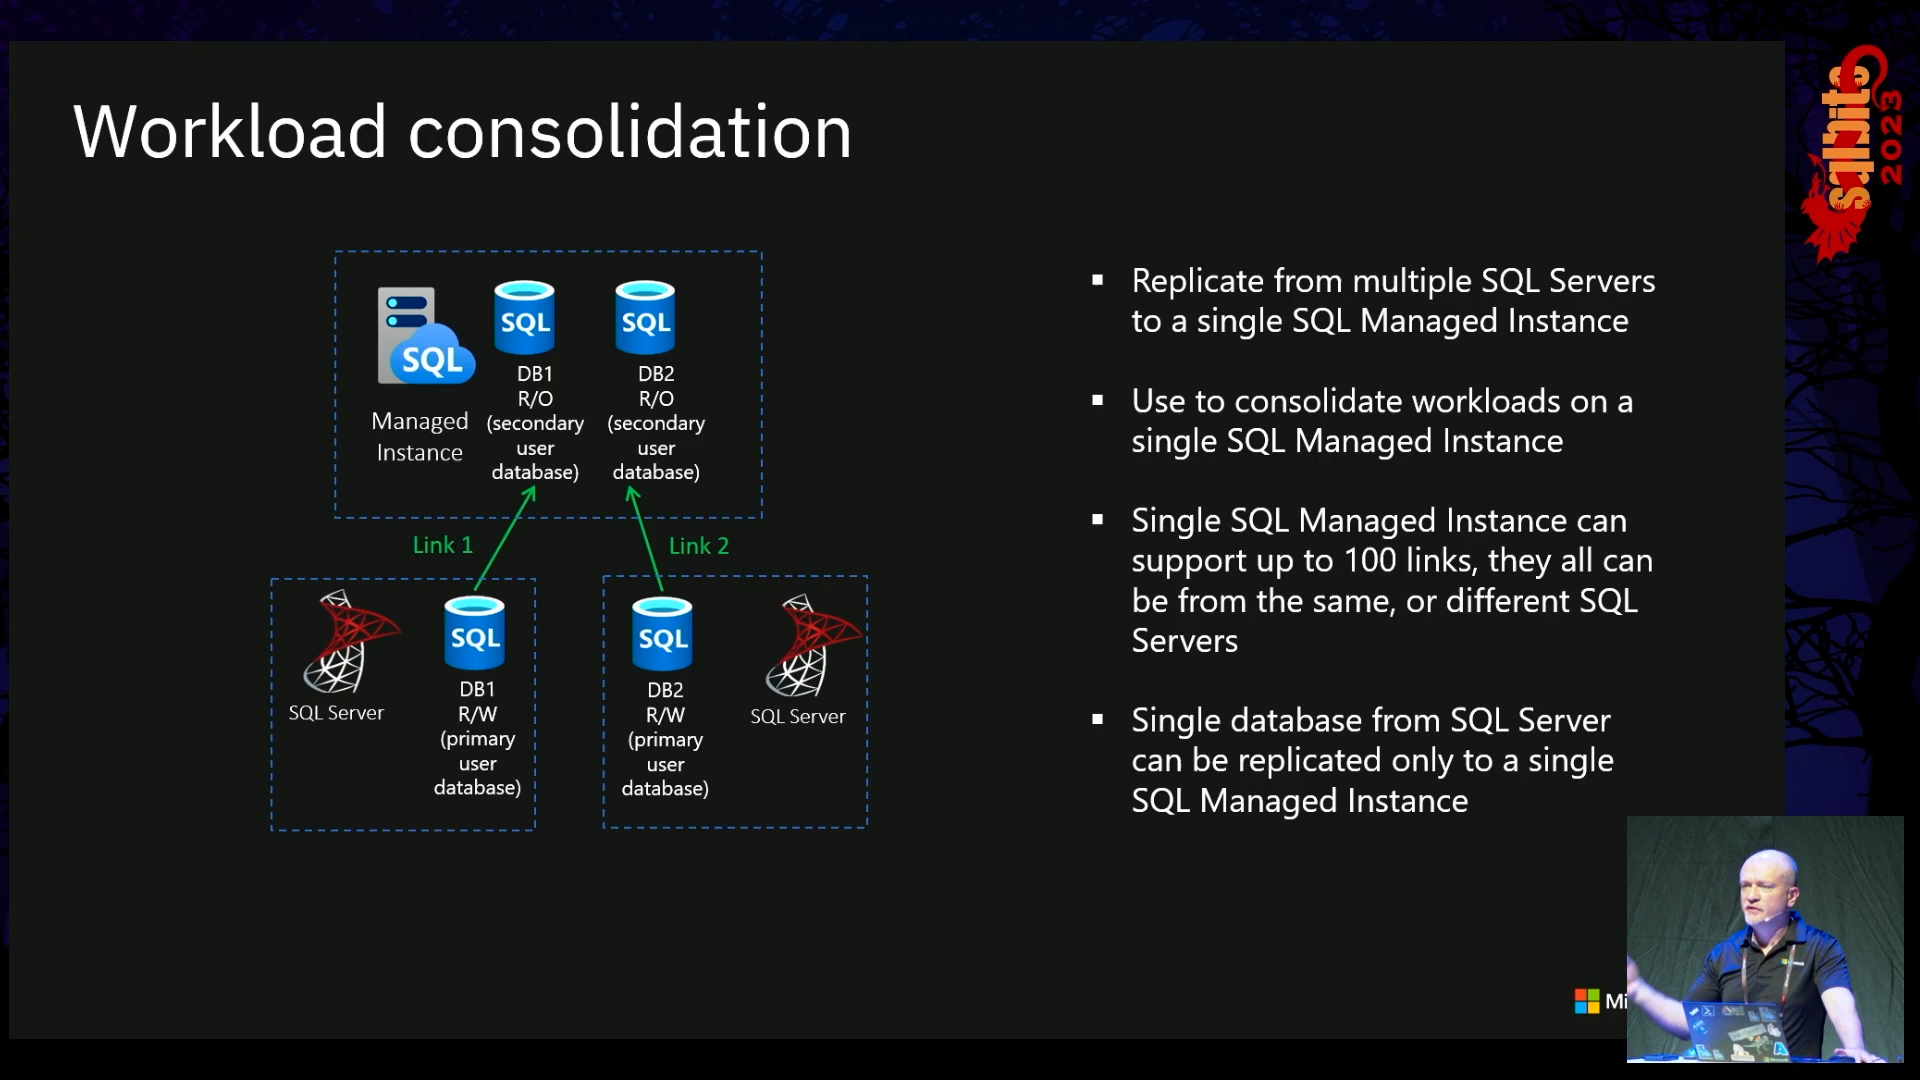 Workload consolidation
sqlbits
2023
SQL
SQL
SQL
Managed
Instance
DB1
R/O
(secondary
user
database)
DB2
R/O
(secondary
user
database)
Link 1
Link 2
SQL Server
SQL
DB1
R/W
(primary
user
database)
SQL
DB2
R/W
(primary
user
database)
SQL Server
▪ Replicate from multiple SQL Servers
to a single SQL Managed Instance
▪ Use to consolidate workloads on a
single SQL Managed Instance
▪ Single SQL Managed Instance can
support up to 100 links, they all can
be from the same, or different SQL
Servers
▪ Single database from SQL Server
can be replicated only to a single
SQL Managed Instance
Mi